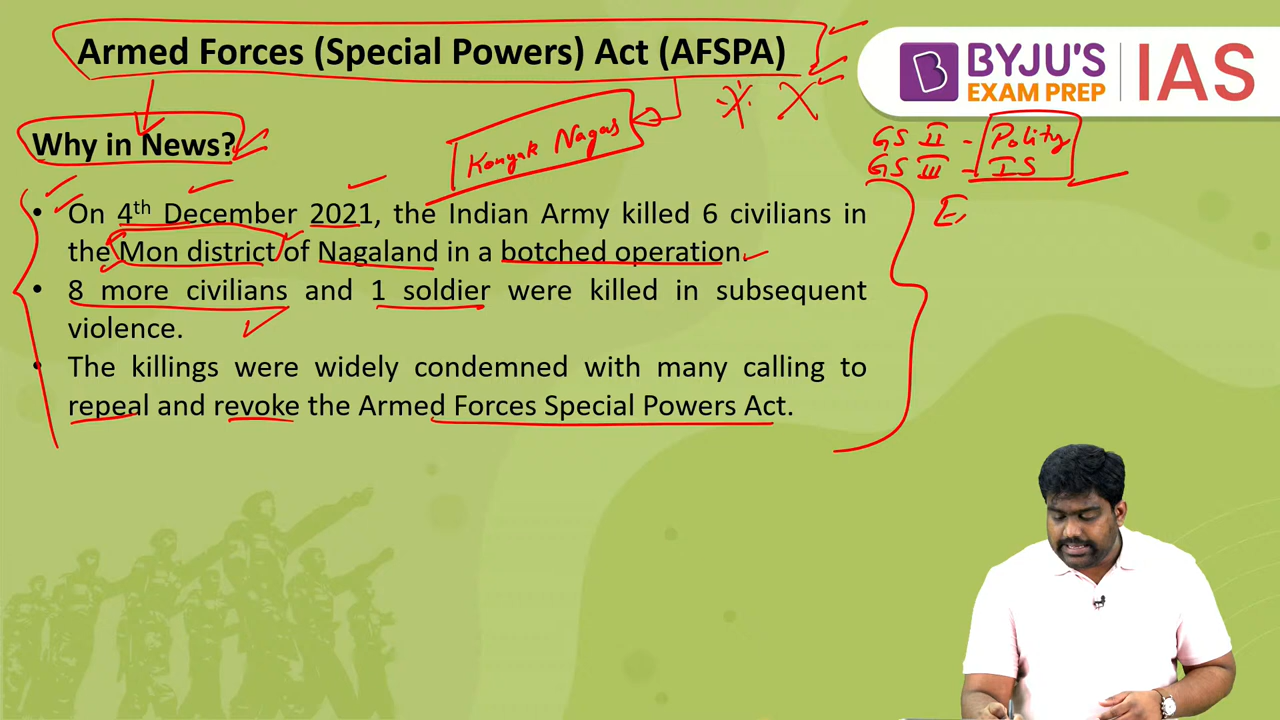 Armed Forces (Special Powers) Act (AFSPA)
BYJU'S
EXAM PREP
IAS
Why in News?
Konyak Nagas
GS II - Polity
GS III - IS
E,
• On 4th December 2021, the Indian Army killed 6 civilians in
the Mon district of Nagaland in a botched operation.
• 8 more civilians and 1 soldier were killed in subsequent
violence.
• The killings were widely condemned with many calling to
repeal and revoke the Armed Forces Special Powers Act.